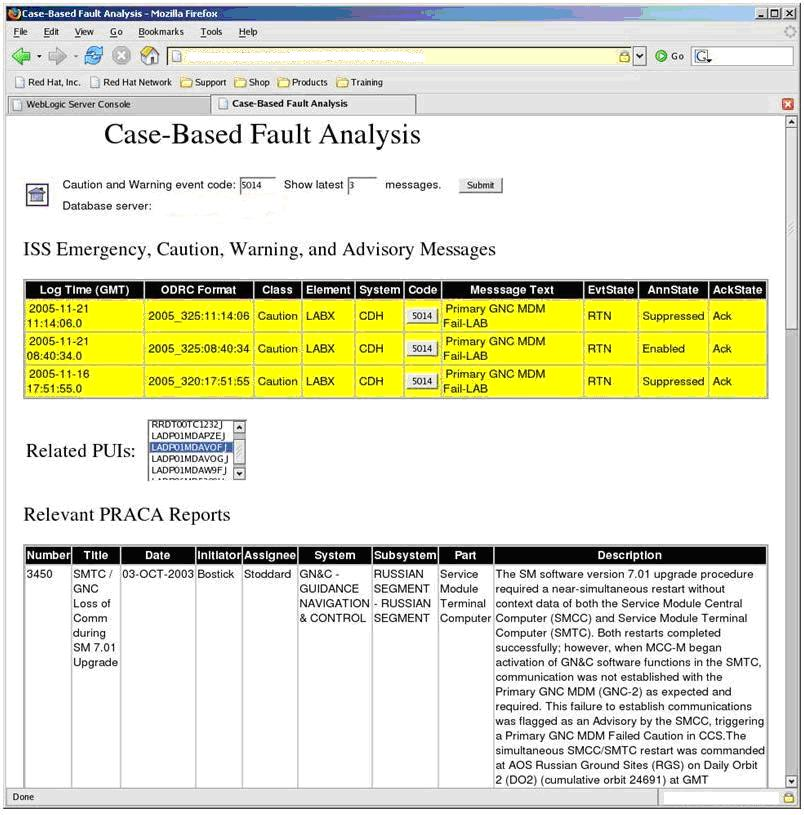 Case-Based Fault Analysis - Mozilla Firefox
File Edit View Go Bookmarks Tools Help
Go G
Red Hat, Inc. Red Hat Network Support Shop Products Training
WebLogic Server Console Case-Based Fault Analysis
Case-Based Fault Analysis
Caution and Warning event code: 5014 Show latest 3 messages. Submit
Database server:
ISS Emergency, Caution, Warning, and Advisory Messages
Log Time (GMT) ODRC Format Class Element System Code Messsage Text EvtState AnnState AckState
2005-11-21 11:14:06.0 2005_325:11:14:06 Caution LABX CDH 5014 Primary GNC MDM Fail-LAB RTN Suppressed Ack
2005-11-21 08:40:34.0 2005_325:08:40:34 Caution LABX CDH 5014 Primary GNC MDM Fail-LAB RTN Enabled Ack
2005-11-16 17:51:55.0 2005_320:17:51:55 Caution LABX CDH 5014 Primary GNC MDM Fail-LAB RTN Suppressed Ack
Related PUIs:
RRDT00TC1232J
LADP01MDAPZEJ
LADP01MDAVOFJ
LADP01MDAVOGJ
LADP01MDAW9FJ
Relevant PRACA Reports
Number Title Date Initiator Assignee System Subsystem Part Description
3450 SMTC / GNC Loss of Comm during SM 7.01 Upgrade 03-OCT-2003 Bostick Stoddard GN&C - GUIDANCE NAVIGATION & CONTROL RUSSIAN SEGMENT - RUSSIAN SEGMENT Service Module Terminal Computer
The SM software version 7.01 upgrade procedure
required a near-simultaneous restart without
context data of both the Service Module Central
Computer (SMCC) and Service Module Terminal
Computer (SMTC). Both restarts completed
successfully; however, when MCC-M began
activation of GN&C software functions in the SMTC,
communication was not established with the
Primary GNC MDM (GNC-2) as expected and
required. This failure to establish communications
was flagged as an Advisory by the SMCC, triggering
a Primary GNC MDM Failed Caution in CCS.The
simultaneous SMCC/SMTC restart was commanded
at AOS Russian Ground Sites (RGS) on Daily Orbit
2 (DO2) (cumulative orbit 24691) at GMT
Done